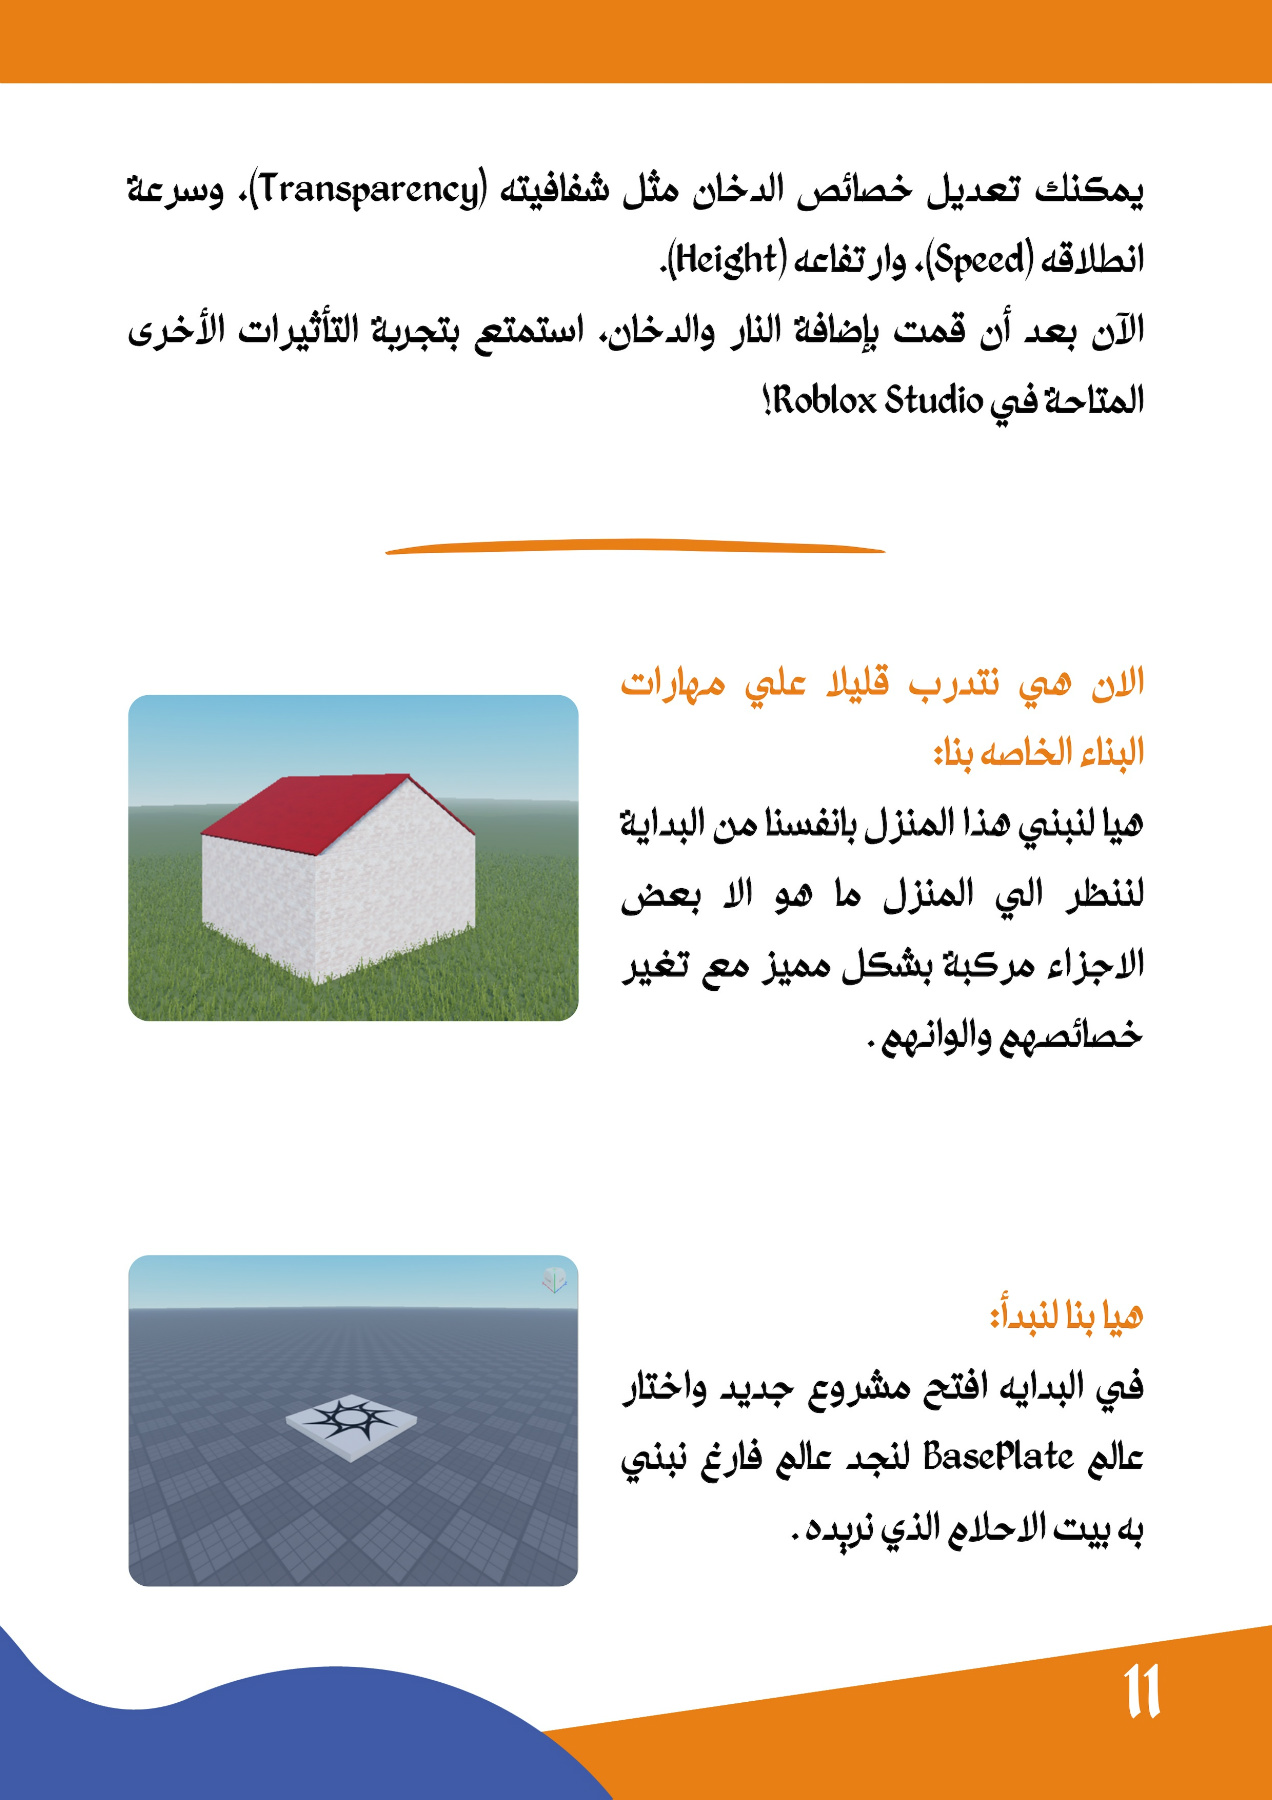 يمكنك تعديل خصائص الدخان مثل شفافيته (Transparency)، وسرعة
انطلاقه (Speed)، وارتفاعه (Height).
الآن بعد أن قمت بإضافة النار والدخان، استمتع بتجربة التأثيرات الأخرى
المتاحة في Roblox Studio!
الان هي نتدرب قليلا علي مهارات
البناء الخاصه بنا:
هيا لنبني هذا المنزل بانفسنا من البداية
لننظر الي المنزل ما هو الا بعض
الاجزاء مركبة بشكل مميز مع تغير
خصائصهم والوانهم .
هيا بنا لنبدأ:
في البدايه افتح مشروع جديد واختار
عالم BasePlate لنجد عالم فارغ نبني
به بيت الاحلام الذي نريده .
11